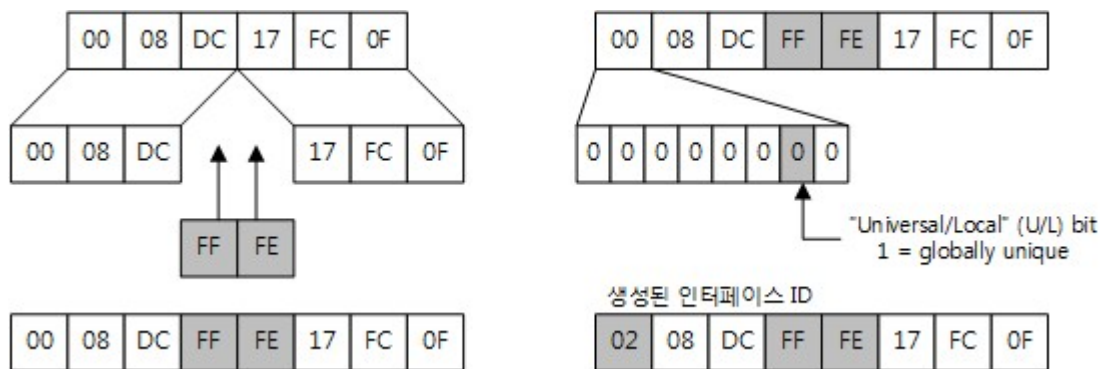 00 08 DC 17 FC 0F
00 08 DC 17 FC 0F
FF FE
00 08 DC FF FE 17 FC 0F
00 08 DC FF FE 17 FC 0F
0 0 0 0 0 0 0 0
"Universal/Local" (U/L) bit
1 = globally unique
생성된 인터페이스 ID
02 08 DC FF FE 17 FC 0F